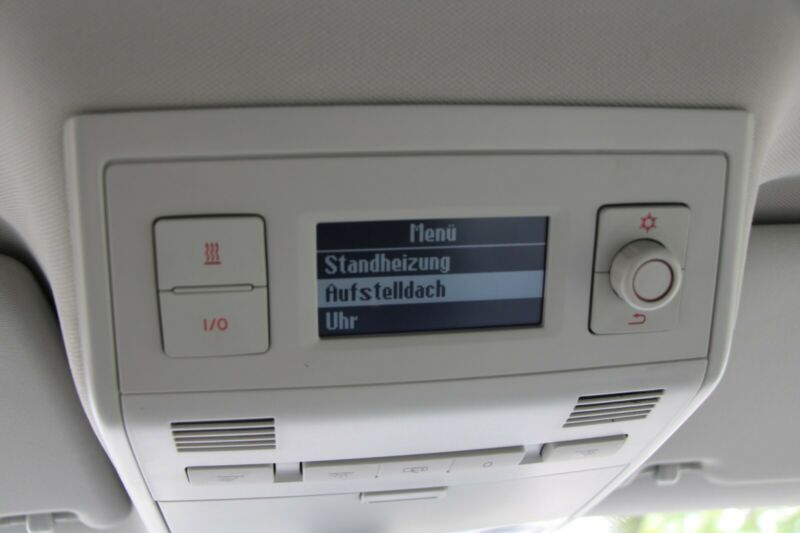 Menü
Standheizung
Aufstelldach
Uhr
I/O
O